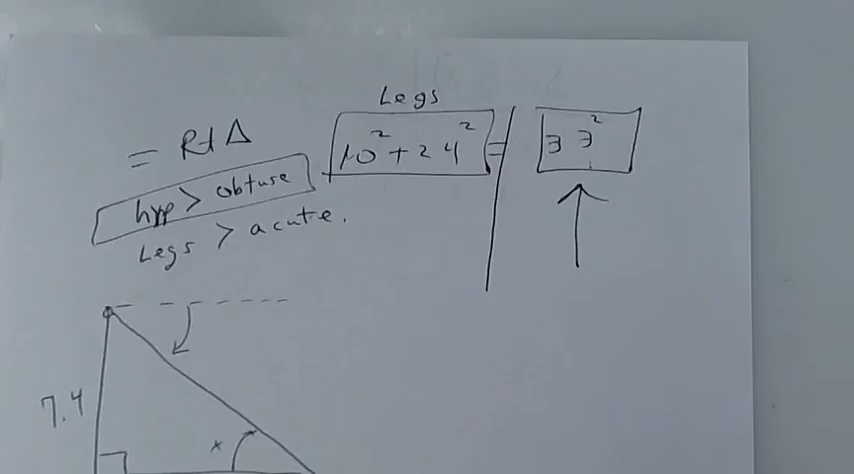 Legs
= Rt Δ
10² + 24² = 33²
hyp > obtuse
Legs > acute.
7.4
x